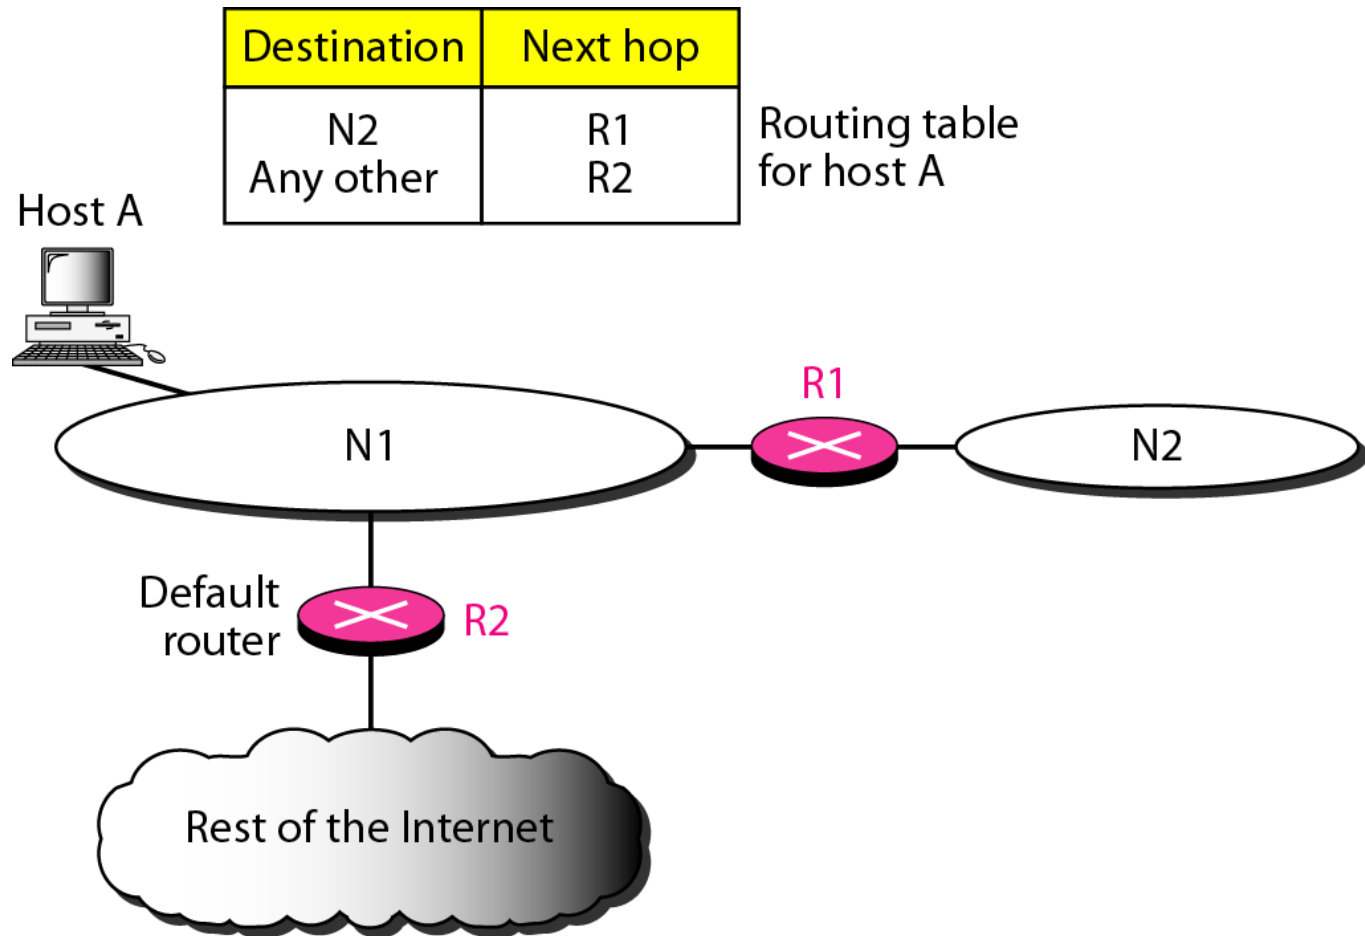 Destination Next hop
N2 R1
Any other R2
Routing table
for host A
Host A
R1
N1
N2
Default
router
R2
Rest of the Internet